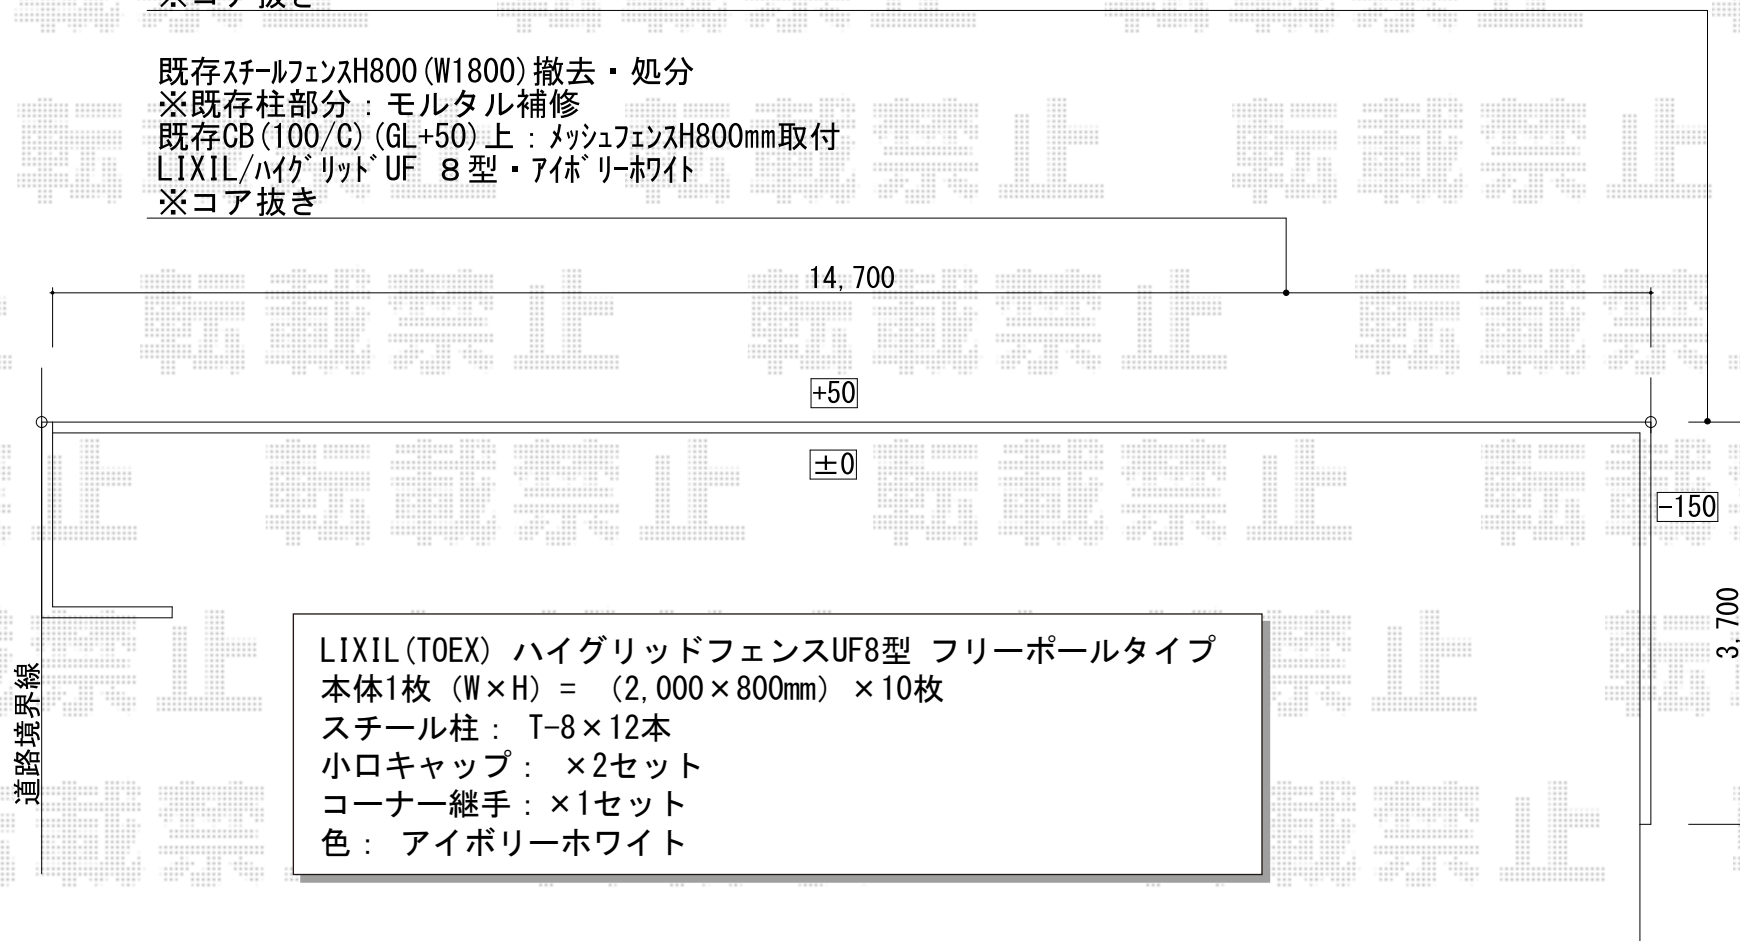 ※コア抜き
既存ｽﾁｰﾙﾌｪﾝｽH800(W1800)撤去・処分
※既存柱部分：モルタル補修
既存CB(100/C)(GL+50)上：ﾒｯｼｭﾌｪﾝｽH800mm取付
LIXIL/ﾊｲｸﾞﾘｯﾄﾞUF ８型・ｱｲﾎﾞﾘｰﾎﾜｲﾄ
※コア抜き
14,700
+50
±0
-150
3,700
道路境界線
LIXIL(TOEX) ハイグリッドフェンスUF8型 フリーポールタイプ
本体1枚 (W×H) = (2,000×800mm) ×10枚
スチール柱： T-8×12本
小口キャップ： ×2セット
コーナー継手：×1セット
色： アイボリーホワイト
転載禁止